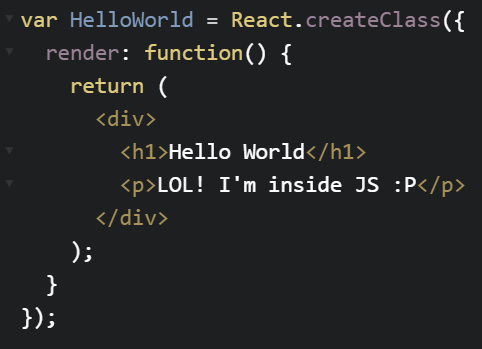 var HelloWorld = React.createClass({
  render: function() {
    return (
      <div>
        <h1>Hello World</h1>
        <p>LOL! I'm inside JS :P</p>
      </div>
    );
  }
});